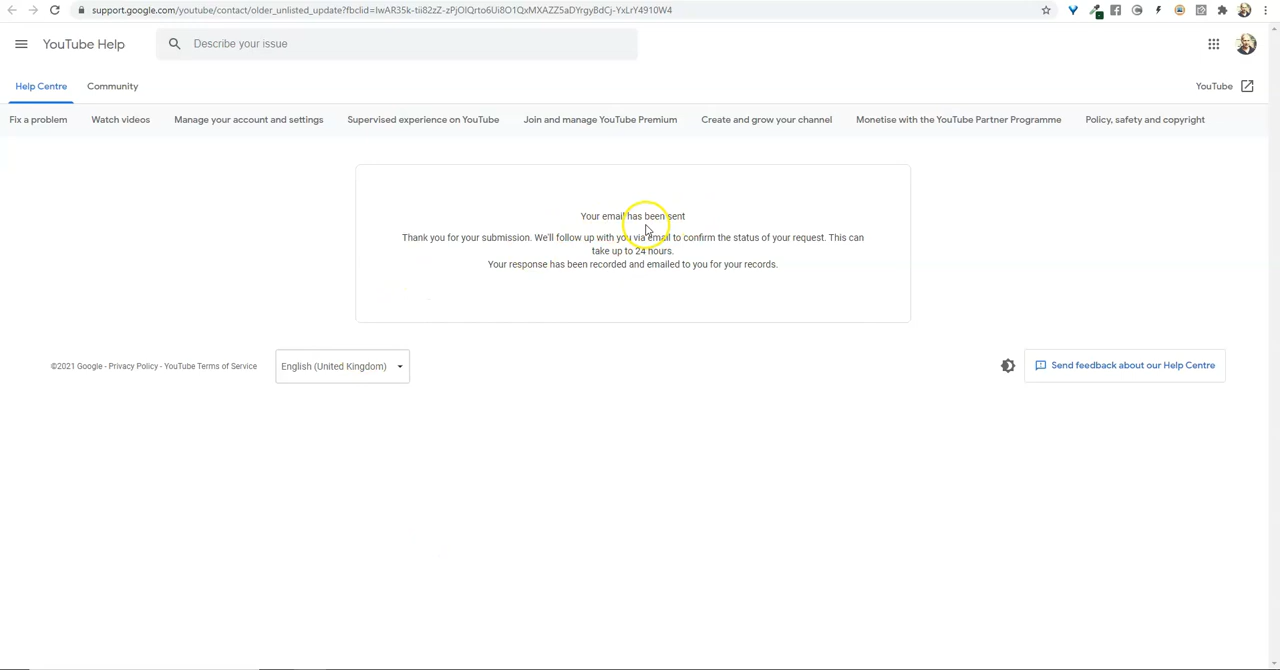 support.google.com/youtube/contact/older_unlisted_update?fbclid=IwAR35k-tii82zZ-zPjOlQrto6Ui8O1QxMXAZZ5aDYrgyBdCj-YxLrY4910W4
YouTube Help
Describe your issue
Help Centre
Community
YouTube
Fix a problem
Watch videos
Manage your account and settings
Supervised experience on YouTube
Join and manage YouTube Premium
Create and grow your channel
Monetise with the YouTube Partner Programme
Policy, safety and copyright
Your email has been sent
Thank you for your submission. We'll follow up with you via email to confirm the status of your request. This can
take up to 24 hours.
Your response has been recorded and emailed to you for your records.
©2021 Google - Privacy Policy - YouTube Terms of Service
English (United Kingdom)
Send feedback about our Help Centre